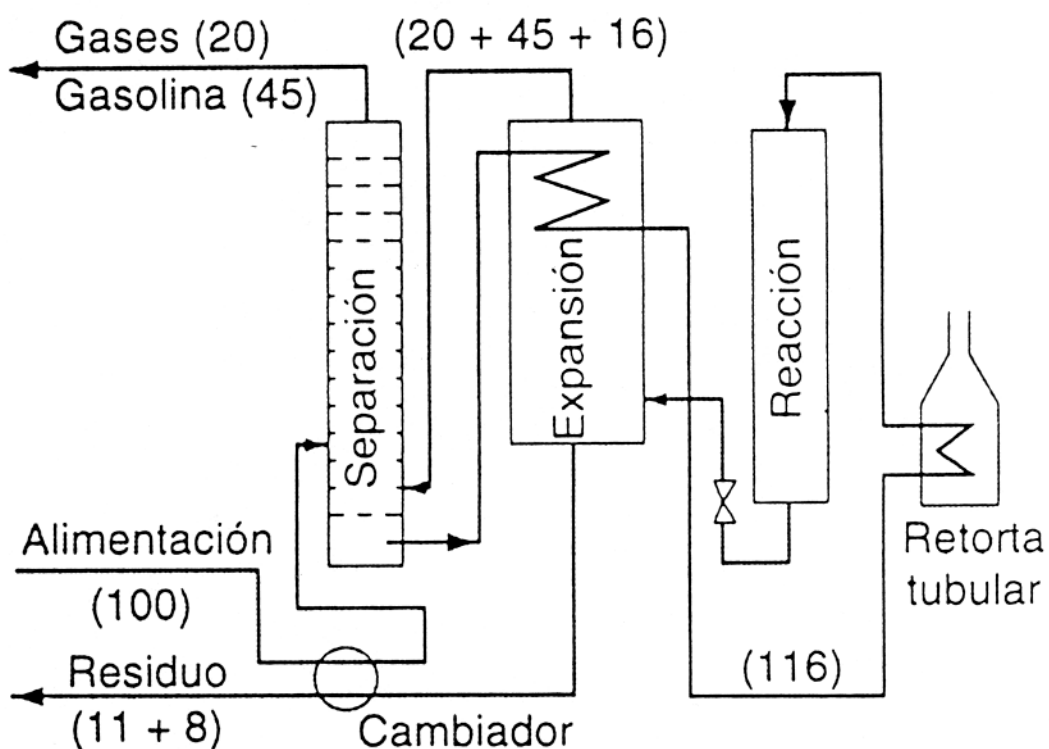 Gases (20)
Gasolina (45)
(20 + 45 + 16)
Separación
Expansión
Reacción
Alimentación
(100)
Residuo
(11 + 8)
Cambiador
(116)
Retorta
tubular